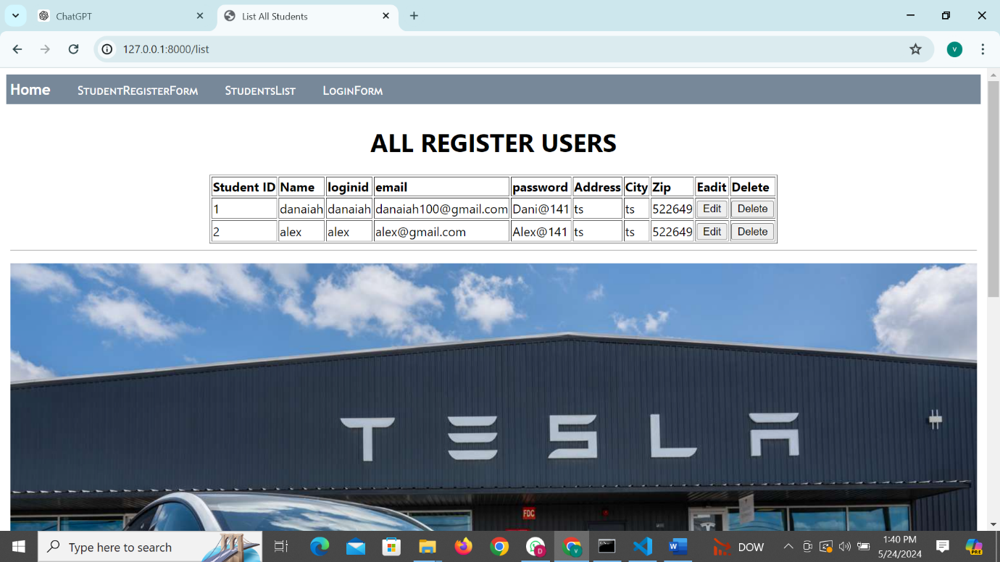 ChatGPT
List All Students
127.0.0.1:8000/list
V
Home StudentRegisterForm StudentsList LoginForm
ALL REGISTER USERS
Student ID Name loginid email password Address City Zip Eadit Delete
1 danaiah danaiah danaiah100@gmail.com Dani@141 ts ts 522649 Edit Delete
2 alex alex alex@gmail.com Alex@141 ts ts 522649 Edit Delete
TESLA
FDC
Type here to search
DOW
1:40 PM
5/24/2024
PRE